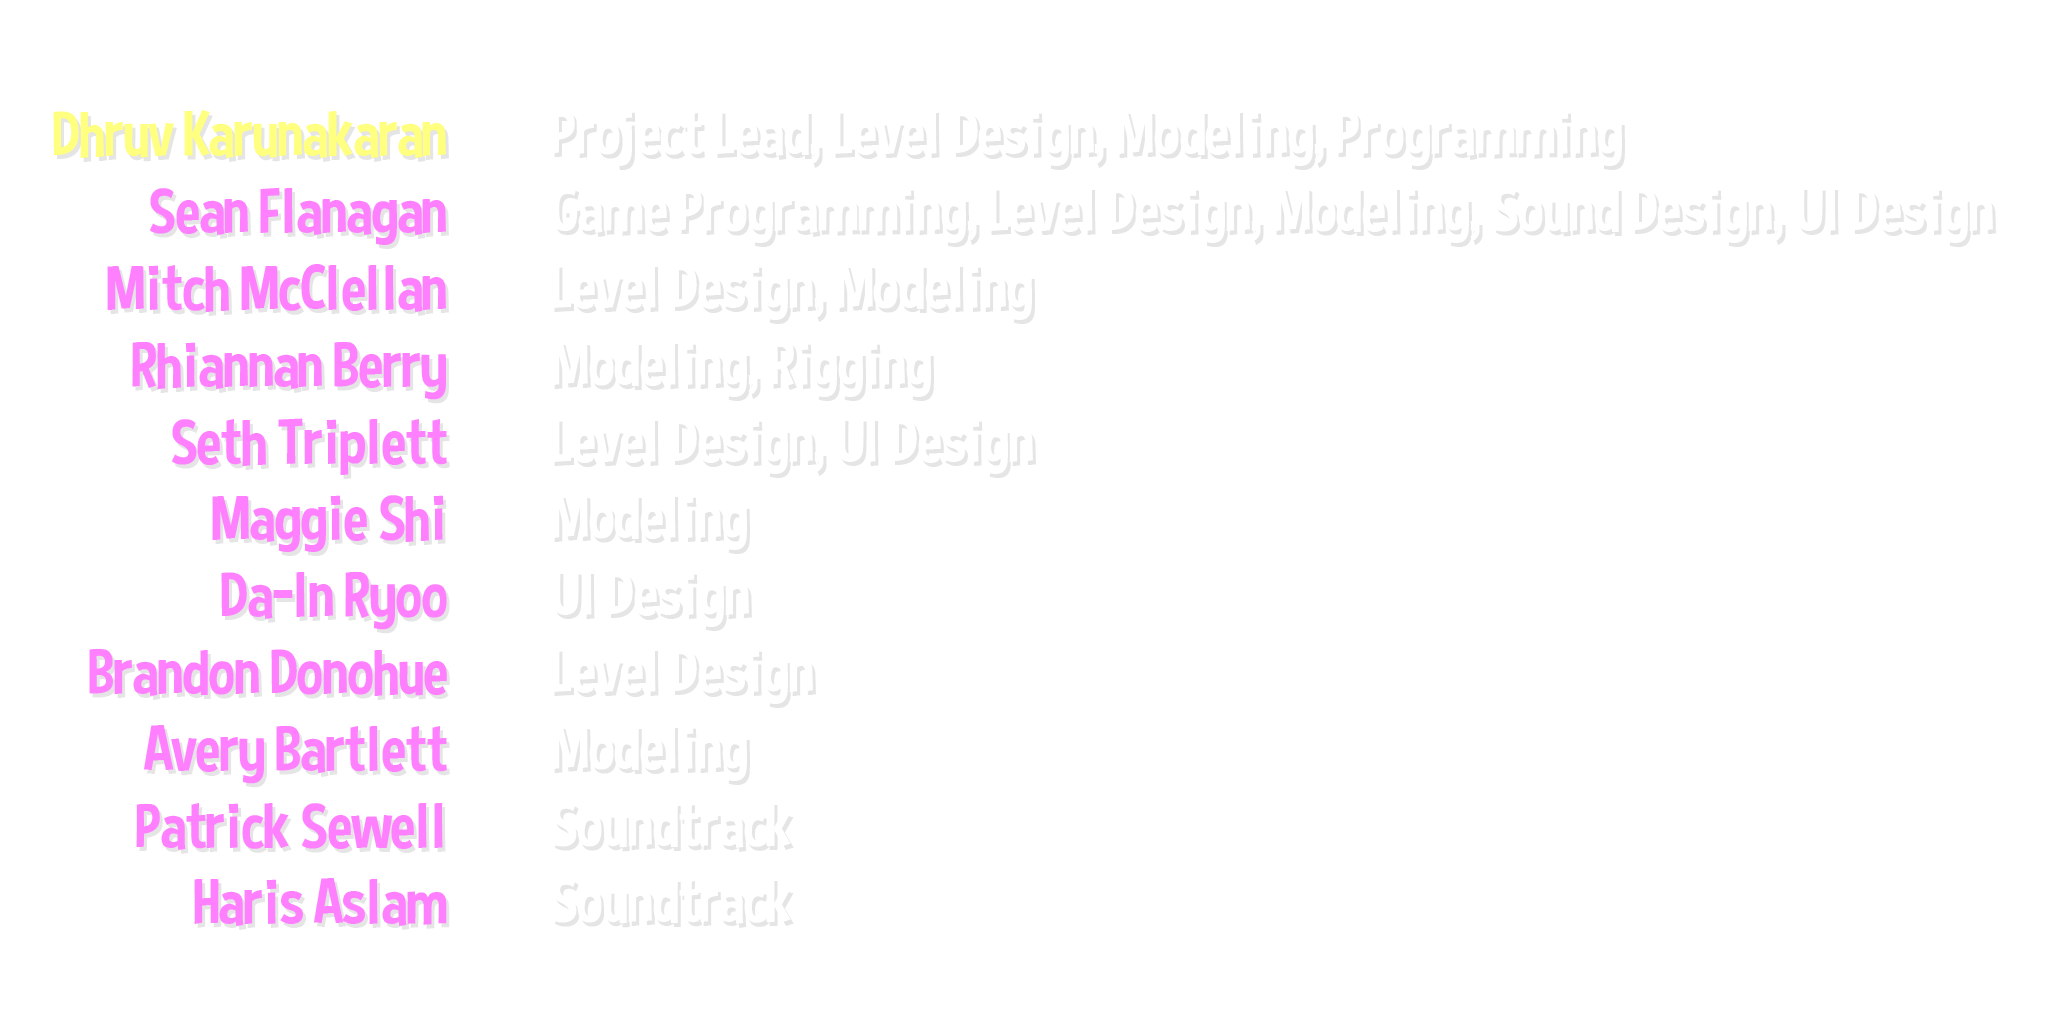 Dhruv Karunakaran Project Lead, Level Design, Modeling, Programming
Sean Flanagan Game Programming, Level Design, Modeling, Sound Design, UI Design
Mitch McClellan Level Design, Modeling
Rhiannan Berry Modeling, Rigging
Seth Triplett Level Design, UI Design
Maggie Shi Modeling
Da-In Ryoo UI Design
Brandon Donohue Level Design
Avery Bartlett Modeling
Patrick Sewell Soundtrack
Haris Aslam Soundtrack